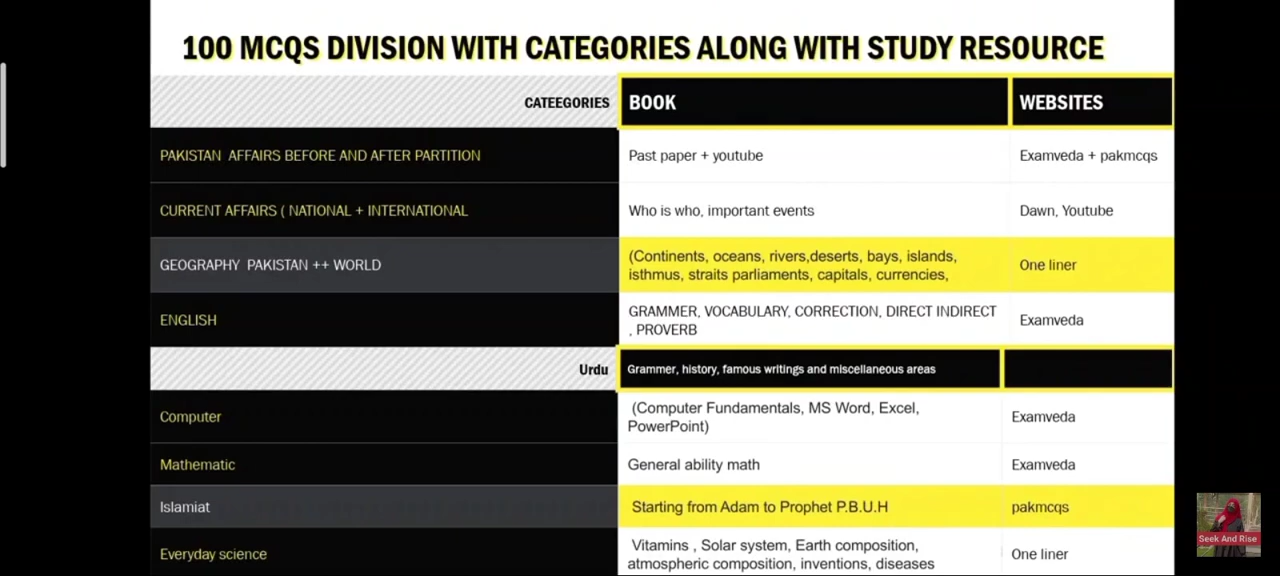 100 MCQS DIVISION WITH CATEGORIES ALONG WITH STUDY RESOURCE
CATEEGORIES BOOK WEBSITES
PAKISTAN AFFAIRS BEFORE AND AFTER PARTITION Past paper + youtube Examveda + pakmcqs
CURRENT AFFAIRS ( NATIONAL + INTERNATIONAL Who is who, important events Dawn, Youtube
GEOGRAPHY PAKISTAN ++ WORLD (Continents, oceans, rivers,deserts, bays, islands,
isthmus, straits parliaments, capitals, currencies, One liner
ENGLISH GRAMMER, VOCABULARY, CORRECTION, DIRECT INDIRECT
, PROVERB Examveda
Urdu Grammer, history, famous writings and miscellaneous areas
Computer (Computer Fundamentals, MS Word, Excel,
PowerPoint) Examveda
Mathematic General ability math Examveda
Islamiat Starting from Adam to Prophet P.B.U.H pakmcqs
Everyday science Vitamins , Solar system, Earth composition,
atmospheric composition, inventions, diseases One liner
Seek And Rise